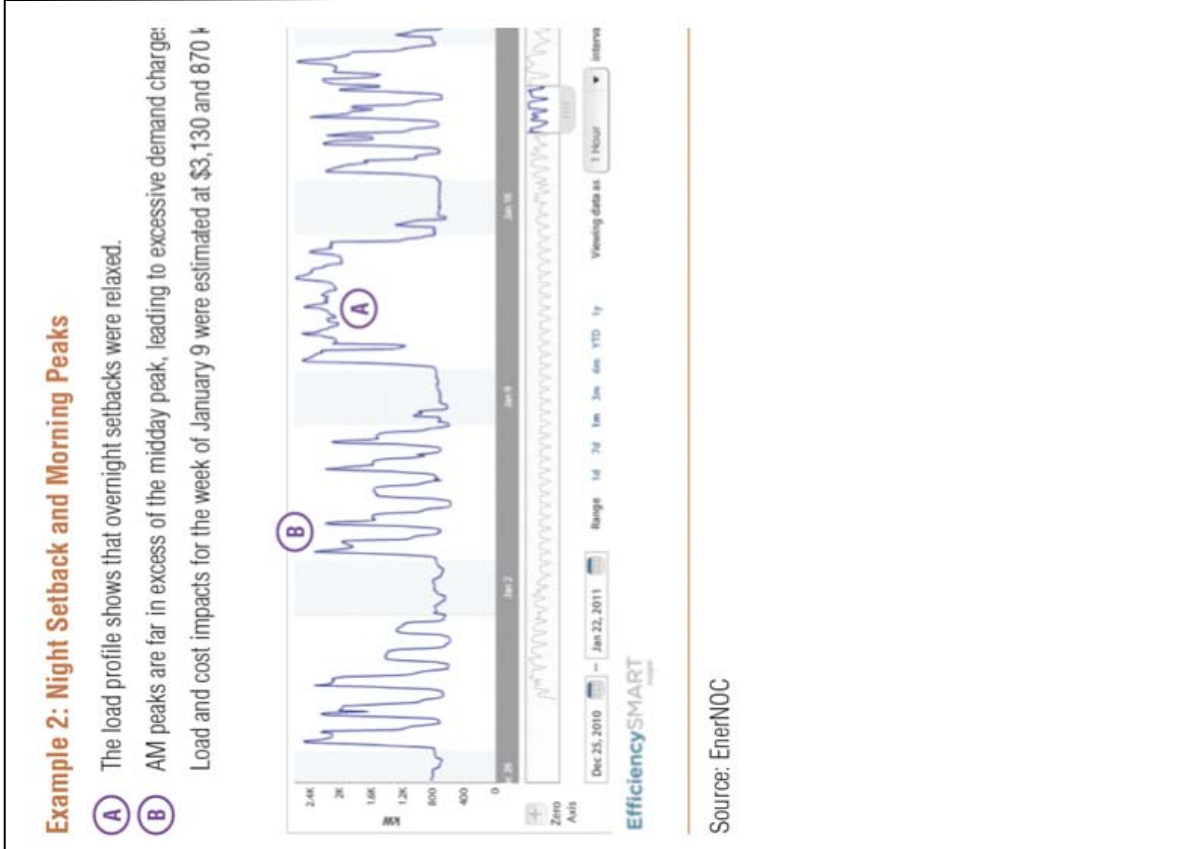 Example 2: Night Setback and Morning Peaks
A The load profile shows that overnight setbacks were relaxed.
B AM peaks are far in excess of the midday peak, leading to excessive demand charges
Load and cost impacts for the week of January 9 were estimated at $3,130 and 870 k
B
A
2.4K
2K
1.6K
1.2K
800
400
0
kW
26
Jan 2
Jan 9
Jan 16
Zero
Axis
Dec 25, 2010 – Jan 22, 2011 Range 1d 7d 1m 3m 6m YTD 1y Viewing data as 1 Hour interva
EfficiencySMART
Source: EnerNOC